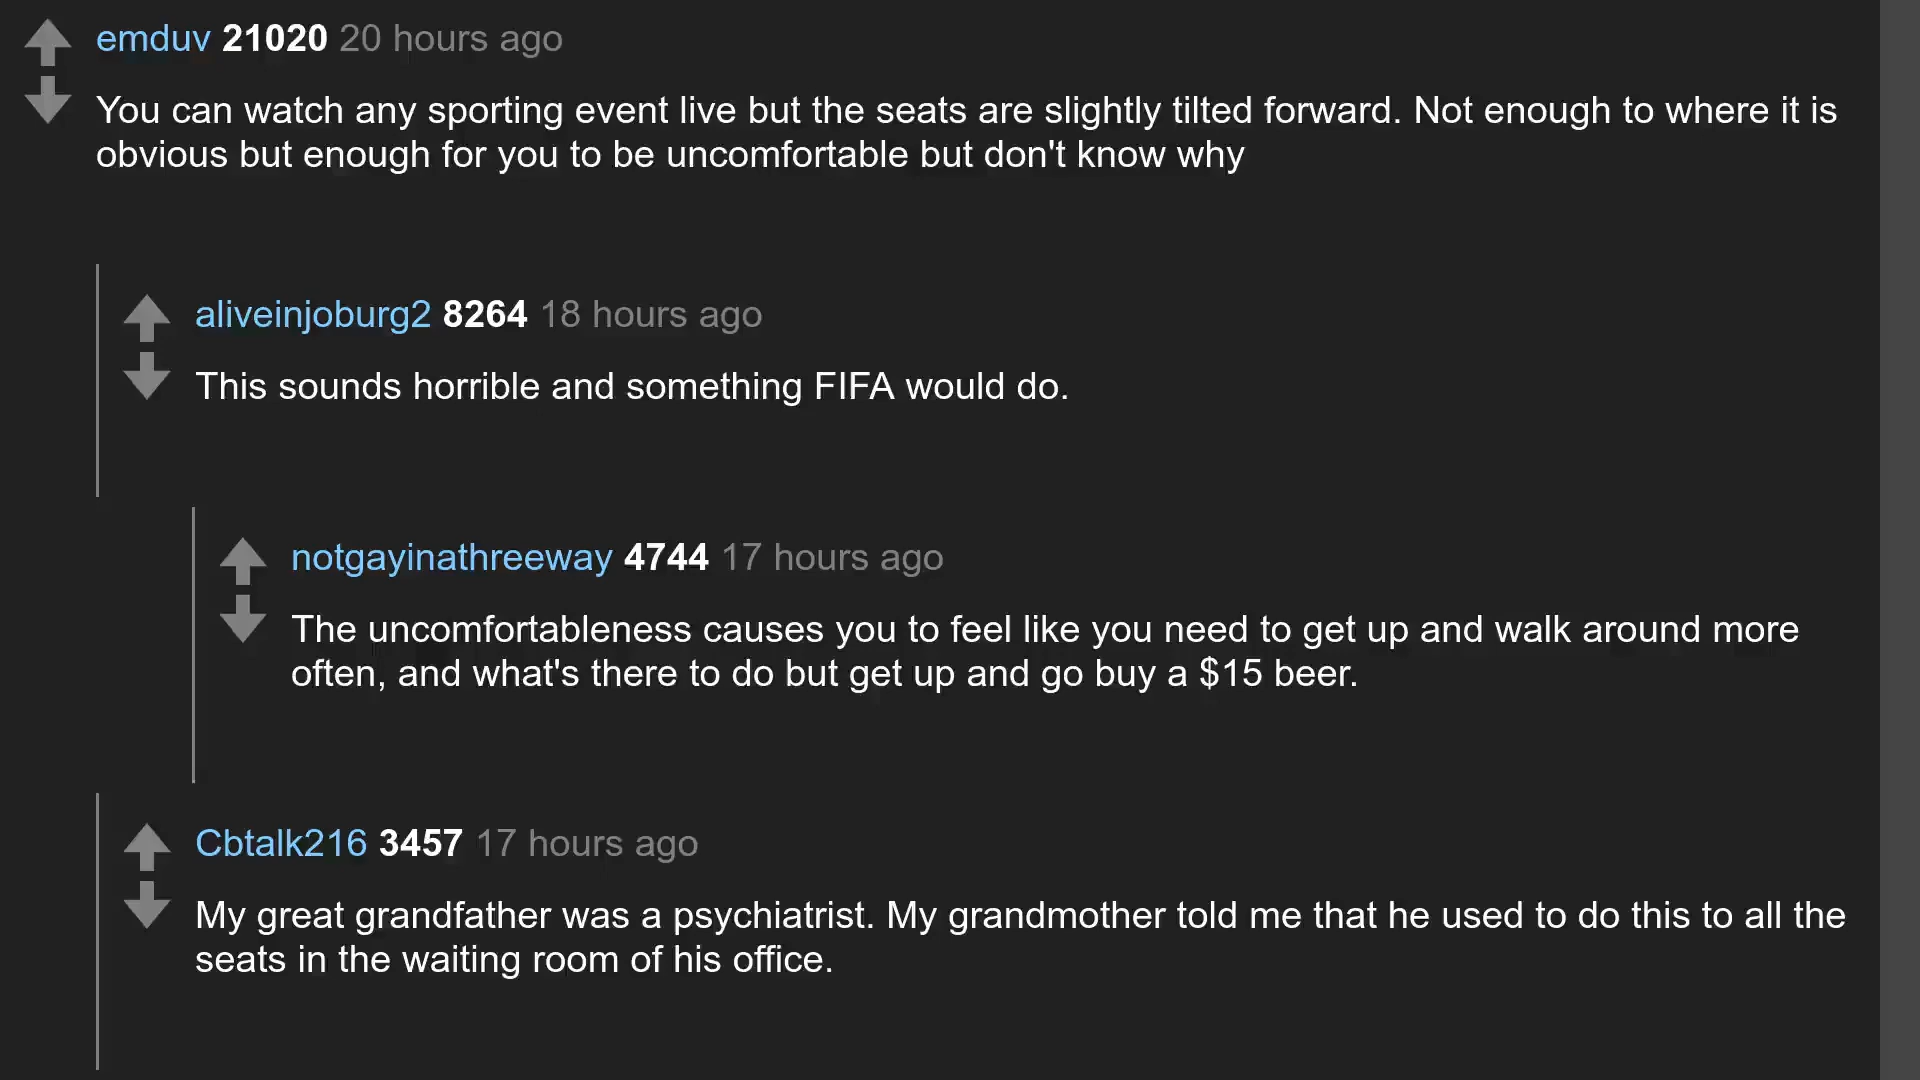 emduv 21020 20 hours ago
You can watch any sporting event live but the seats are slightly tilted forward. Not enough to where it is
obvious but enough for you to be uncomfortable but don't know why
aliveinjoburg2 8264 18 hours ago
This sounds horrible and something FIFA would do.
notgayinathreeway 4744 17 hours ago
The uncomfortableness causes you to feel like you need to get up and walk around more
often, and what's there to do but get up and go buy a $15 beer.
Cbtalk216 3457 17 hours ago
My great grandfather was a psychiatrist. My grandmother told me that he used to do this to all the
seats in the waiting room of his office.